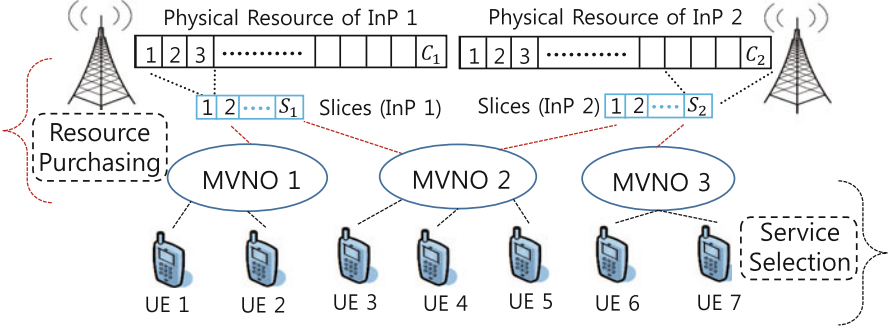 Physical Resource of InP 1
Physical Resource of InP 2
1 2 3 ........... C₁
1 2 3 ........... C₂
1 2 .... S₁
Slices (InP 1)
Slices (InP 2)
1 2 .... S₂
Resource
Purchasing
MVNO 1
MVNO 2
MVNO 3
Service
Selection
UE 1
UE 2
UE 3
UE 4
UE 5
UE 6
UE 7